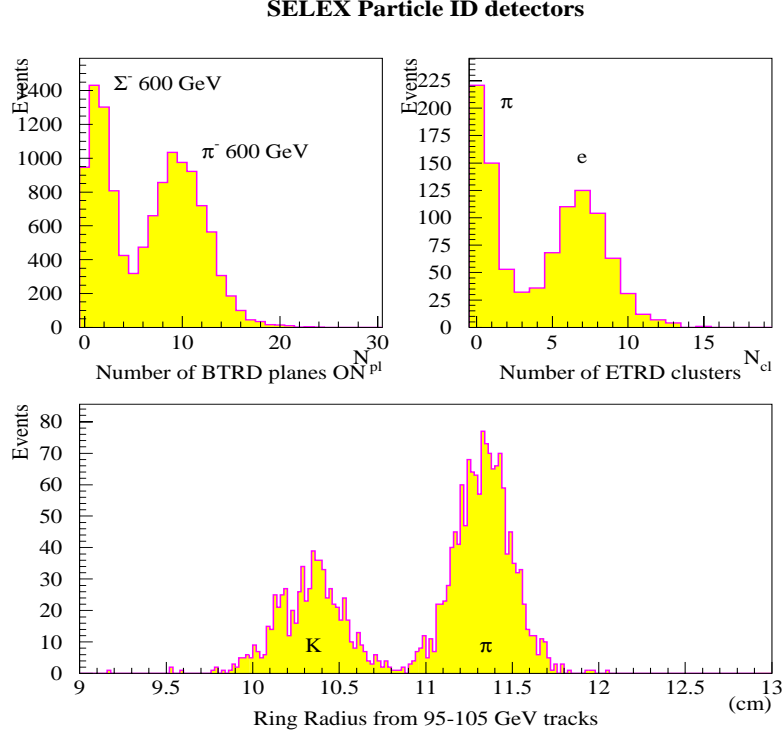 SELEX Particle ID detectors
Events
1400
1200
1000
800
600
400
200
0
Σ- 600 GeV
π- 600 GeV
0 10 20 30
Npl
Number of BTRD planes ON
Events
225
200
175
150
125
100
75
50
25
0
π
e
0 5 10 15
Ncl
Number of ETRD clusters
Events
80
70
60
50
40
30
20
10
0
K π
9 9.5 10 10.5 11 11.5 12 12.5 13
(cm)
Ring Radius from 95-105 GeV tracks